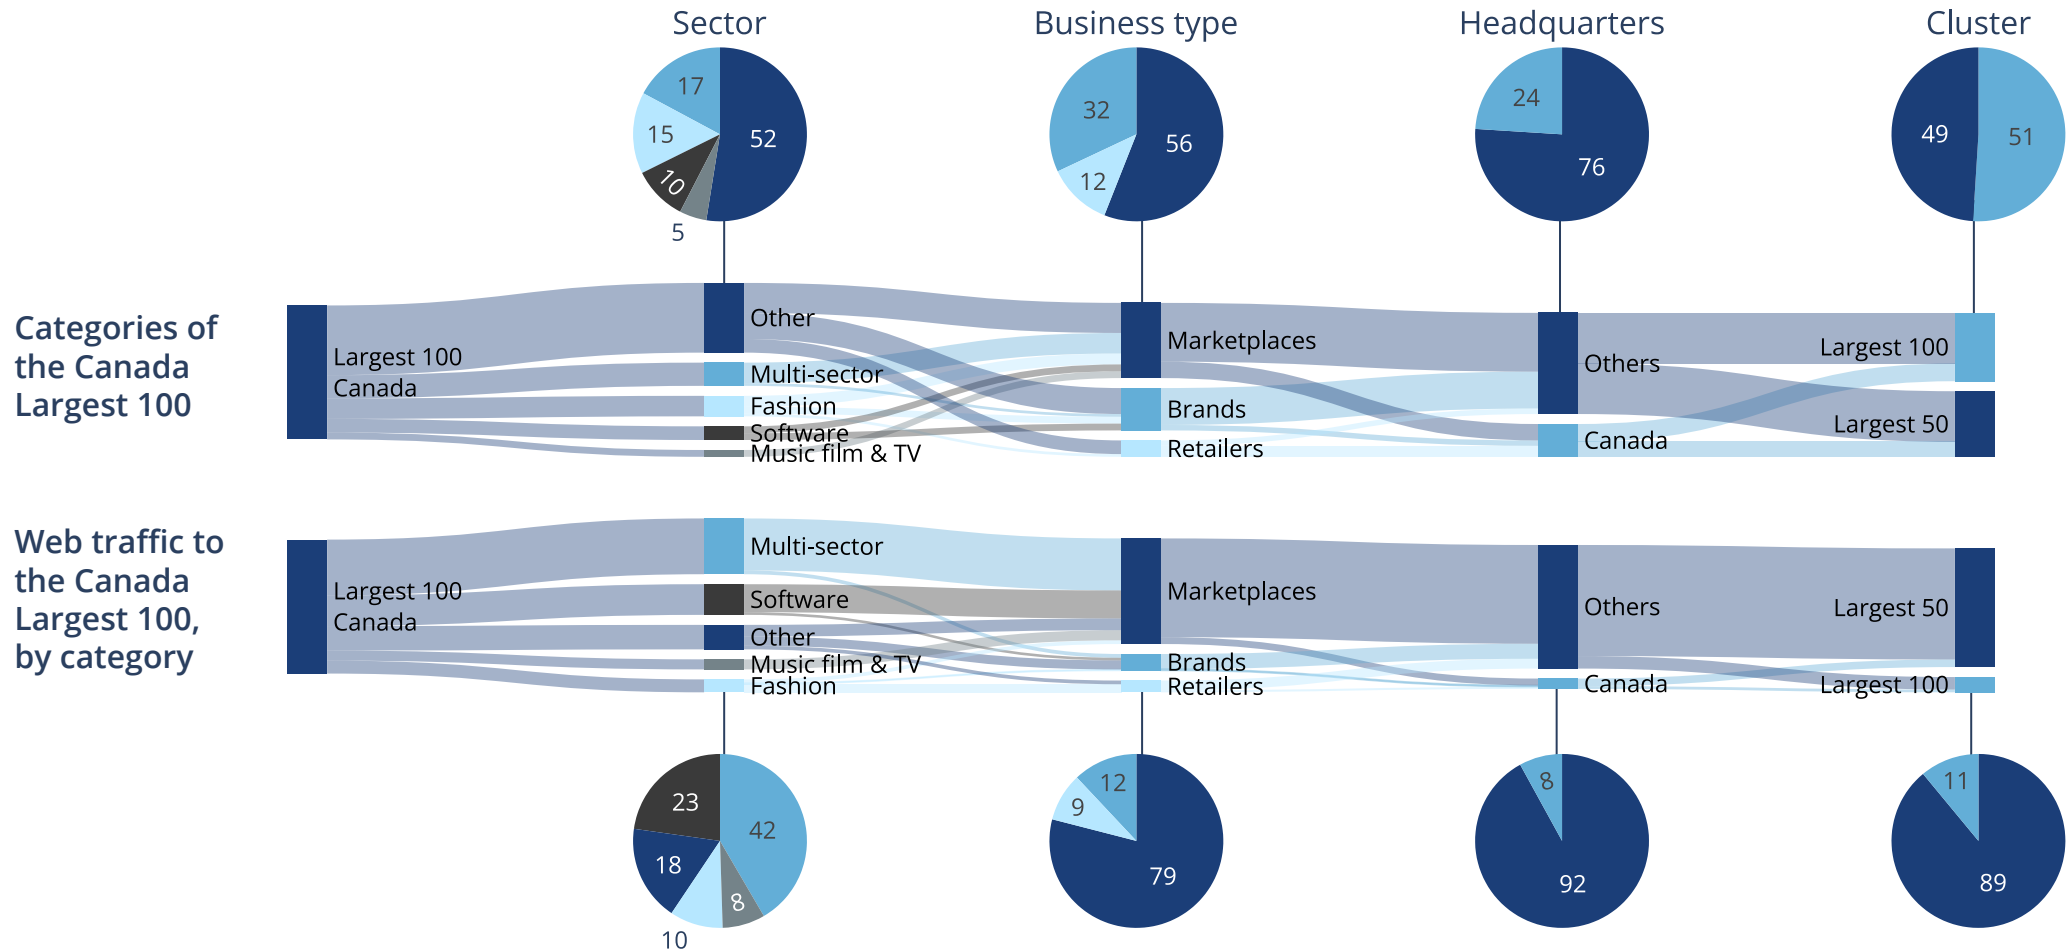 Sector
Business type
Headquarters
Cluster
17
15
10
5
52
32
12
56
24
76
49
51
Categories of
the Canada
Largest 100
Largest 100
Canada
Other
Multi-sector
Fashion
Software
Music film & TV
Marketplaces
Brands
Retailers
Others
Canada
Largest 100
Largest 50
Web traffic to
the Canada
Largest 100,
by category
Largest 100
Canada
Multi-sector
Software
Other
Music film & TV
Fashion
Marketplaces
Brands
Retailers
Others
Canada
Largest 50
Largest 100
23
42
18
8
10
12
9
79
8
92
11
89